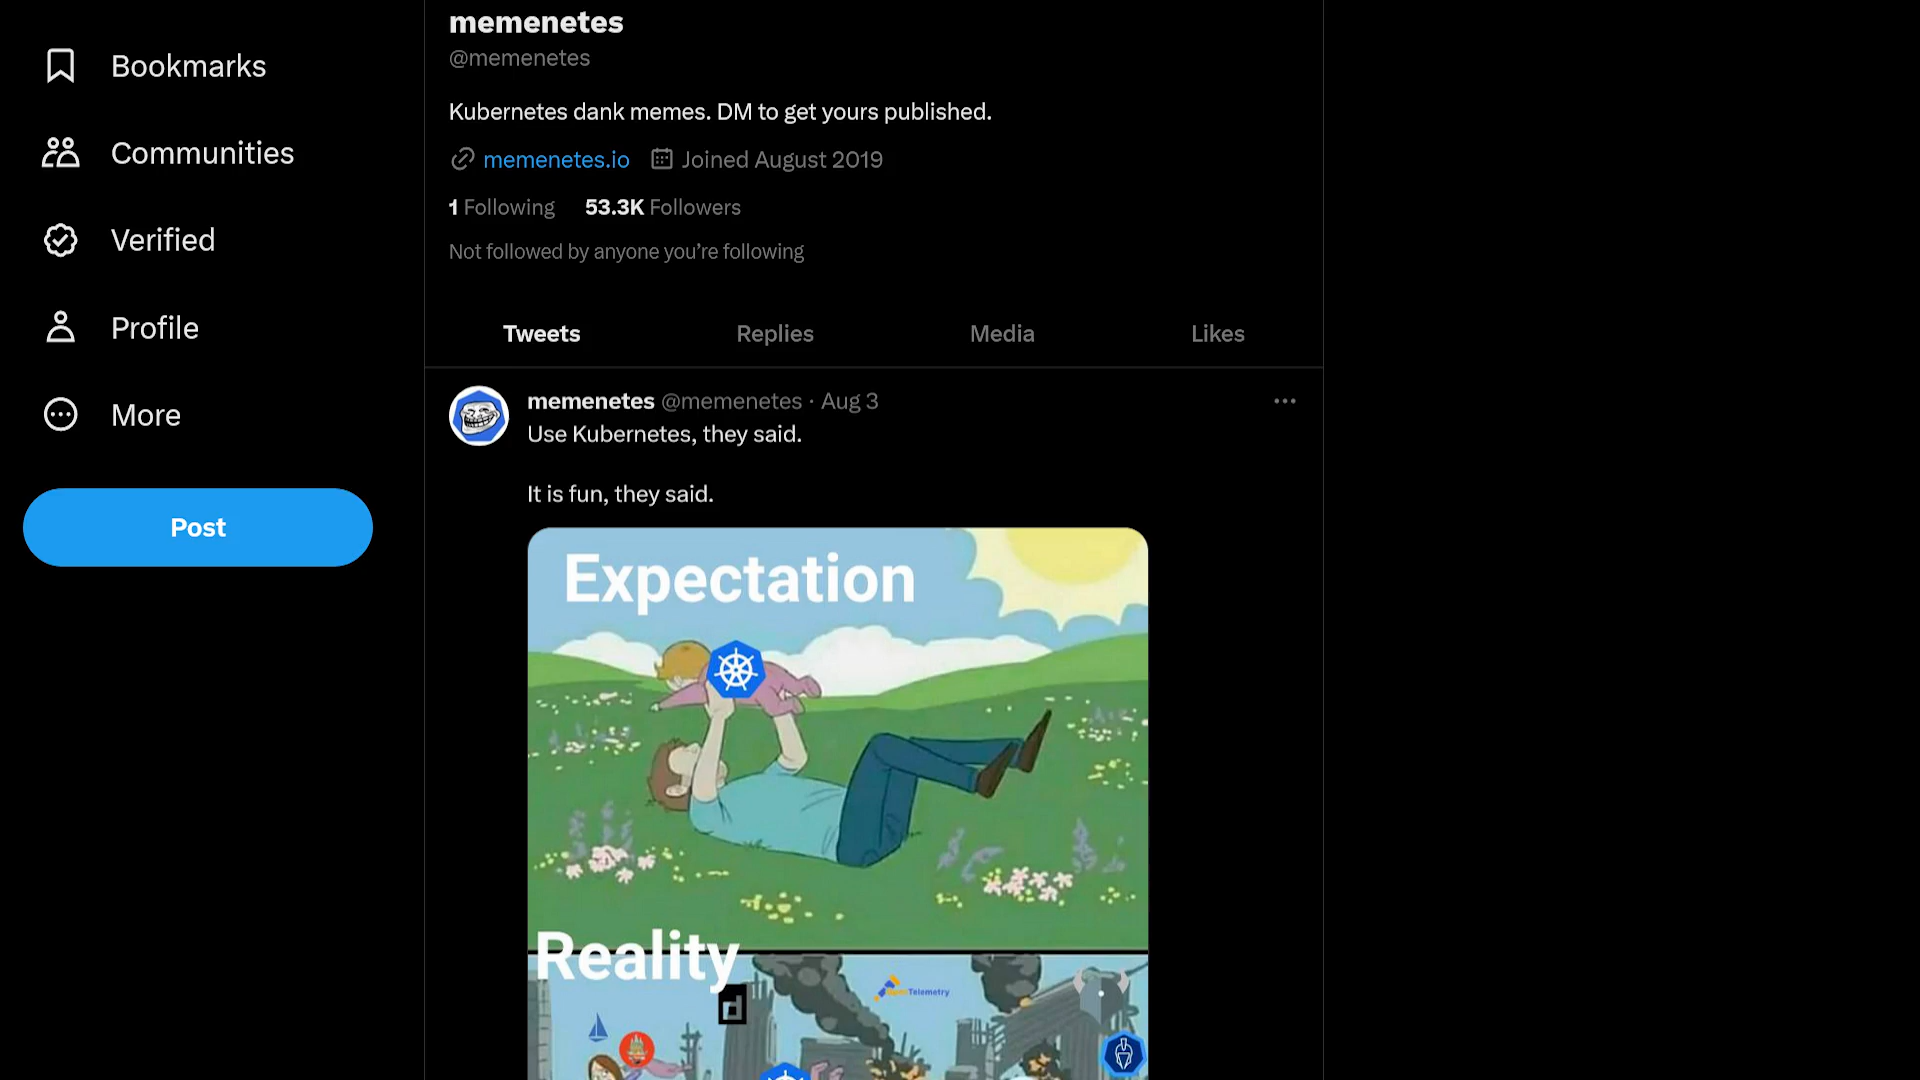 memenetes
@memenetes
Bookmarks
Kubernetes dank memes. DM to get yours published.
Communities
memenetes.io Joined August 2019
1 Following 53.3K Followers
Verified
Not followed by anyone you’re following
Profile
Tweets Replies Media Likes
More
memenetes @memenetes · Aug 3
Use Kubernetes, they said.
It is fun, they said.
Post
Expectation
Reality
OpenTelemetry